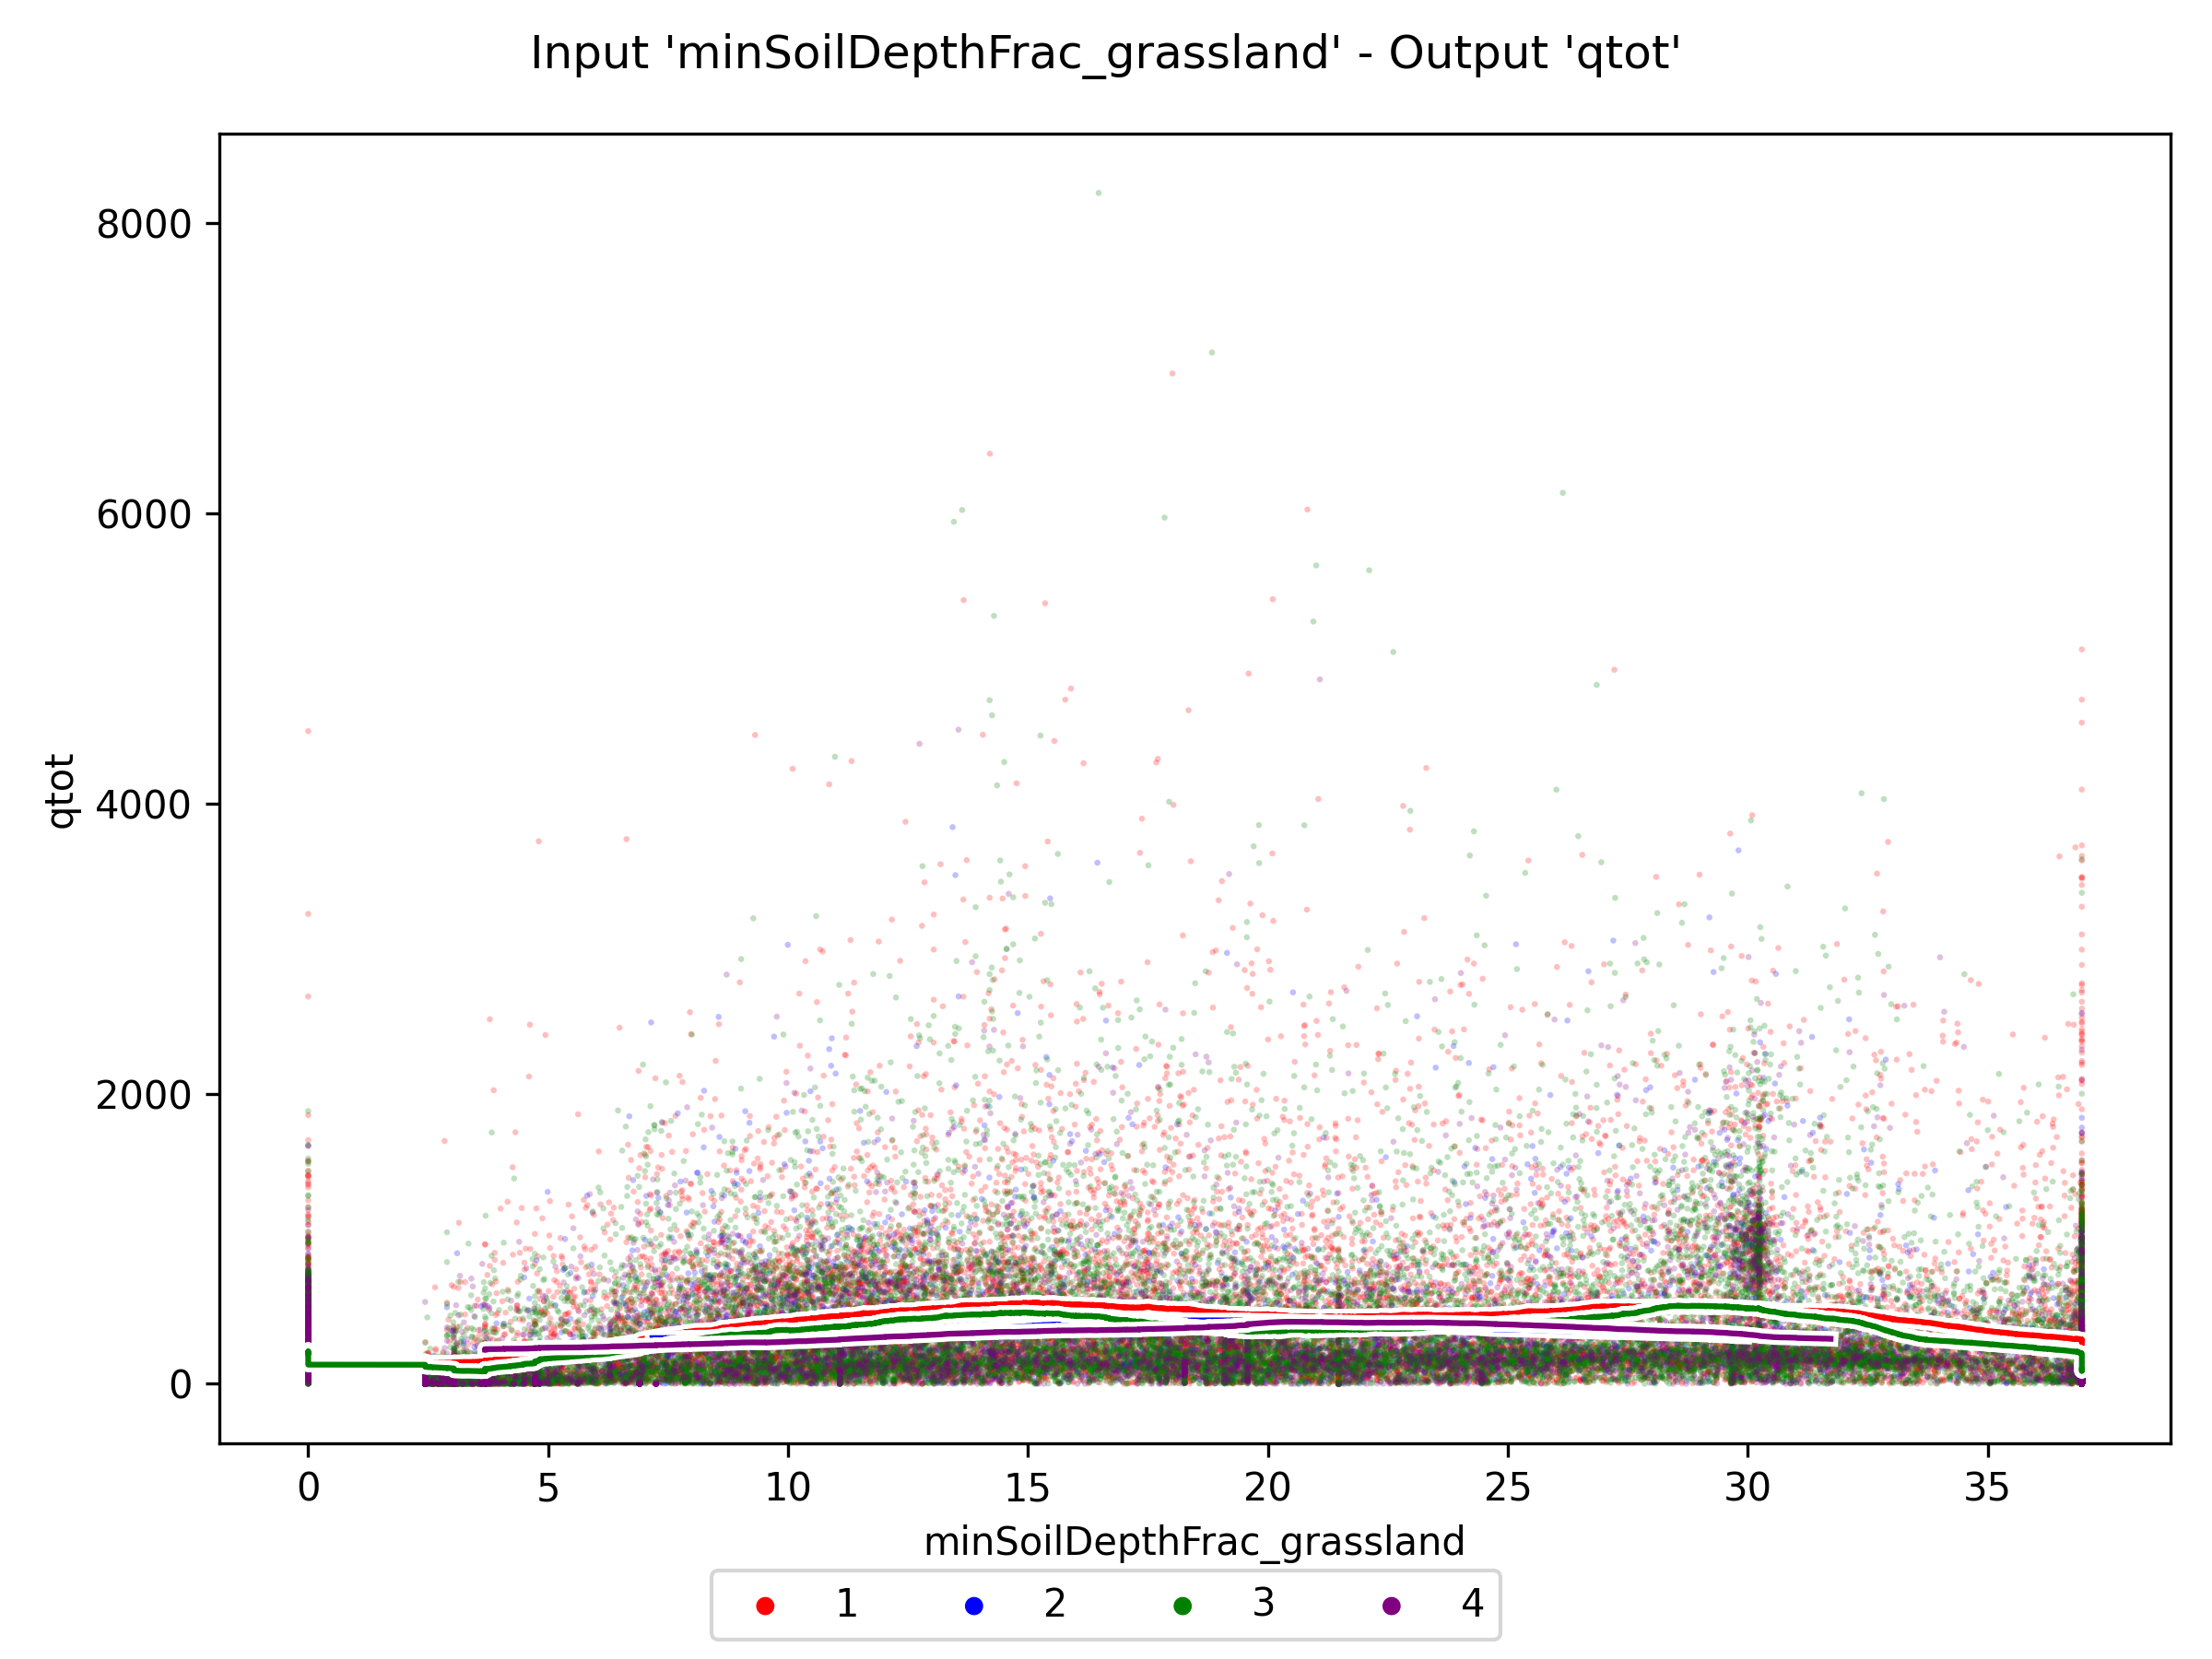 Input 'minSoilDepthFrac_grassland' - Output 'qtot'
8000
6000
4000
2000
0
qtot
0 5 10 15 20 25 30 35
minSoilDepthFrac_grassland
1 2 3 4